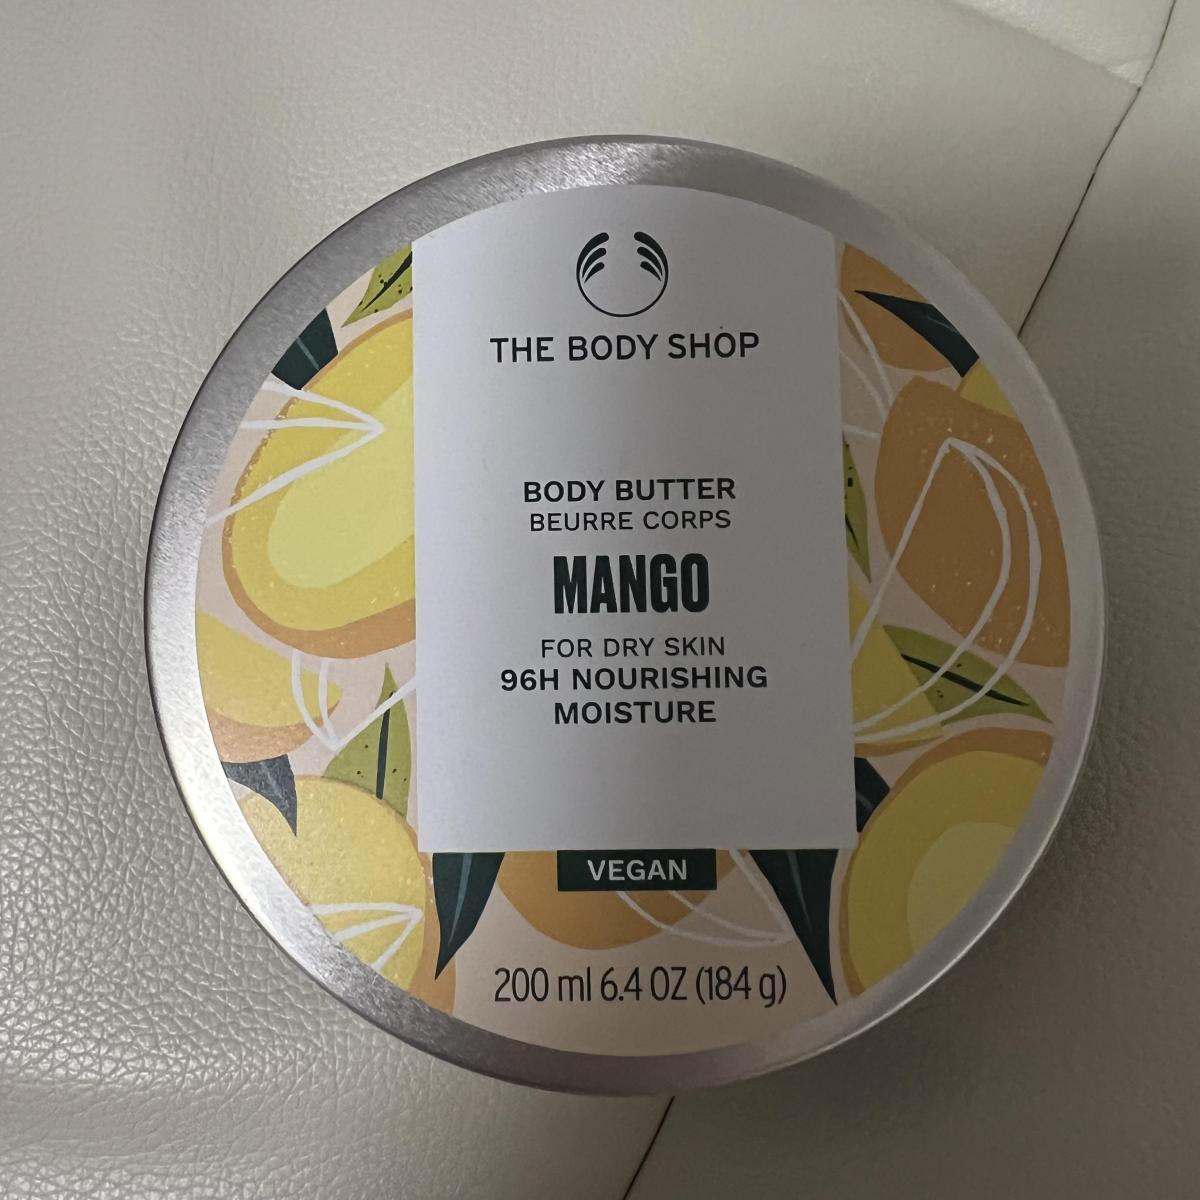 THE BODY SHOP
BODY BUTTER
BEURRE CORPS
MANGO
FOR DRY SKIN
96H NOURISHING
MOISTURE
VEGAN
200 ml 6.4 OZ (184 g)